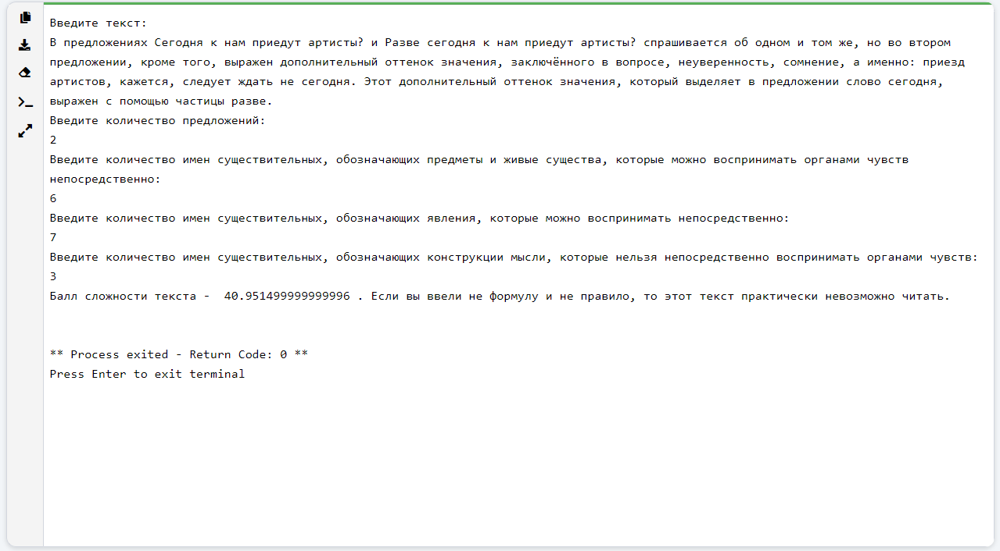 Введите текст:
В предложениях Сегодня к нам приедут артисты? и Разве сегодня к нам приедут артисты? спрашивается об одном и том же, но во втором
предложении, кроме того, выражен дополнительный оттенок значения, заключённого в вопросе, неуверенность, сомнение, а именно: приезд
артистов, кажется, следует ждать не сегодня. Этот дополнительный оттенок значения, который выделяет в предложении слово сегодня,
выражен с помощью частицы разве.
Введите количество предложений:
2
Введите количество имен существительных, обозначающих предметы и живые существа, которые можно воспринимать органами чувств
непосредственно:
6
Введите количество имен существительных, обозначающих явления, которые можно воспринимать непосредственно:
7
Введите количество имен существительных, обозначающих конструкции мысли, которые нельзя непосредственно воспринимать органами чувств:
3
Балл сложности текста -  40.951499999999996 . Если вы ввели не формулу и не правило, то этот текст практически невозможно читать.
** Process exited - Return Code: 0 **
Press Enter to exit terminal